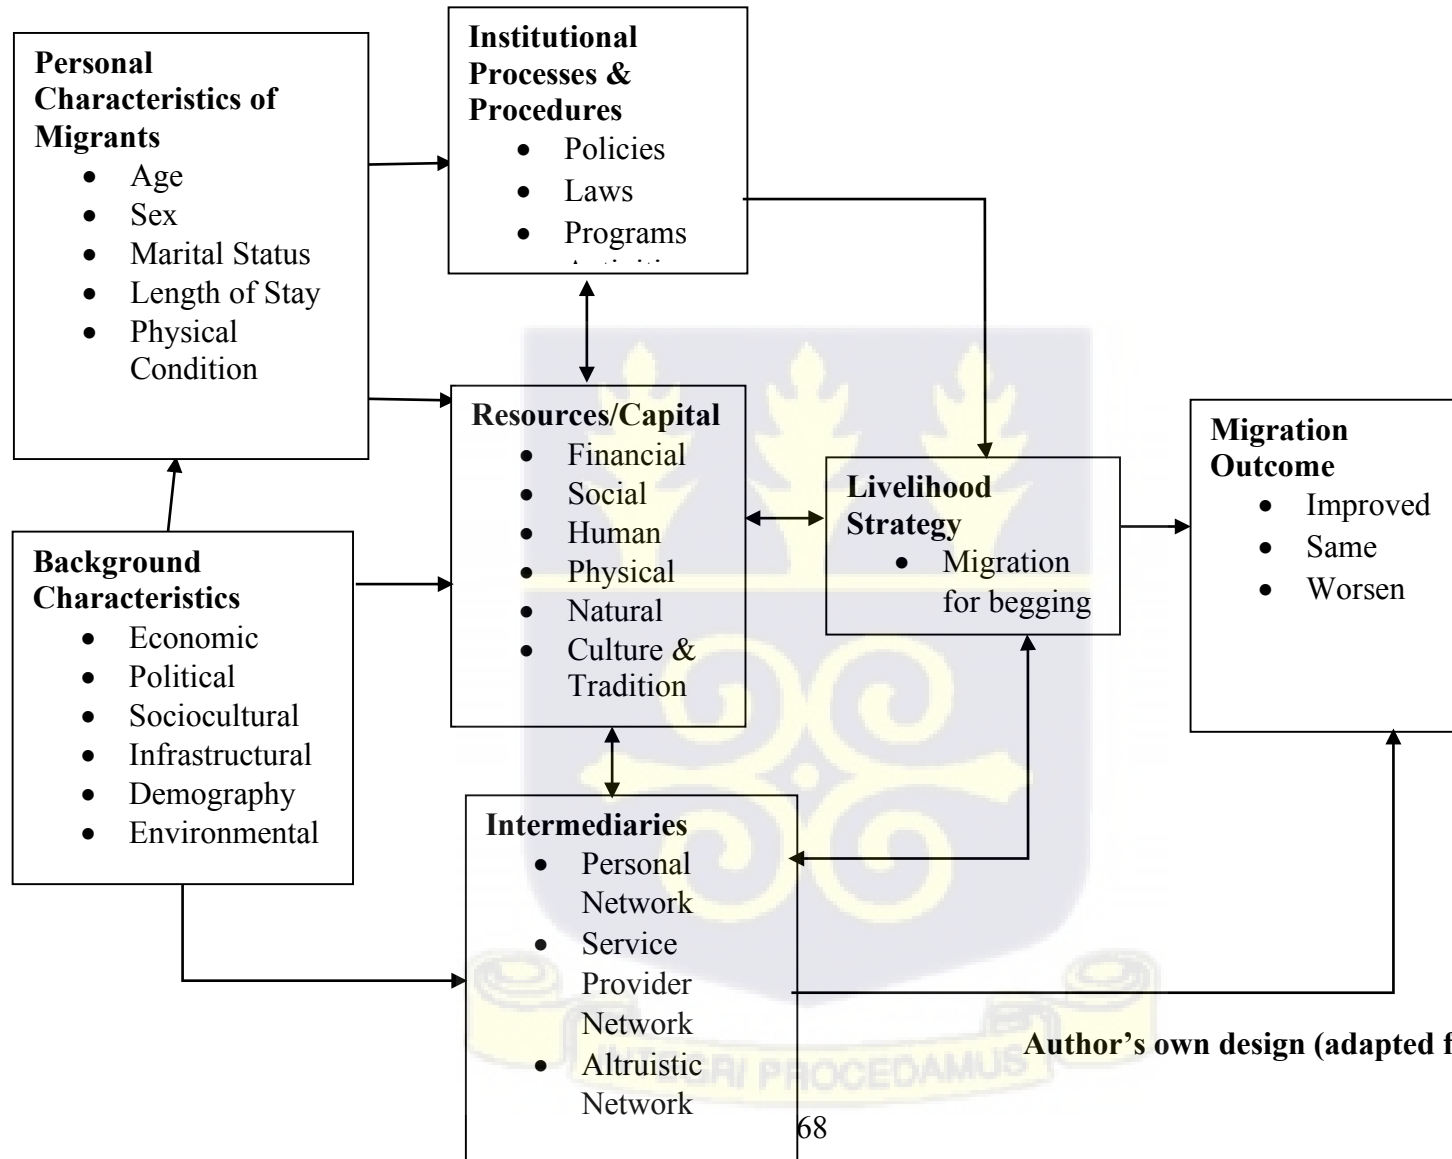 Personal
Characteristics of
Migrants
• Age
• Sex
• Marital Status
• Length of Stay
• Physical
Condition
Institutional
Processes &
Procedures
• Policies
• Laws
• Programs
Background
Characteristics
• Economic
• Political
• Sociocultural
• Infrastructural
• Demography
• Environmental
Resources/Capital
• Financial
• Social
• Human
• Physical
• Natural
• Culture &
Tradition
Intermediaries
• Personal
Network
• Service
Provider
Network
• Altruistic
Network
Livelihood
Strategy
• Migration
for begging
Migration
Outcome
• Improved
• Same
• Worsen
INTEGRI PROCEDAMUS
Author's own design (adapted f
68